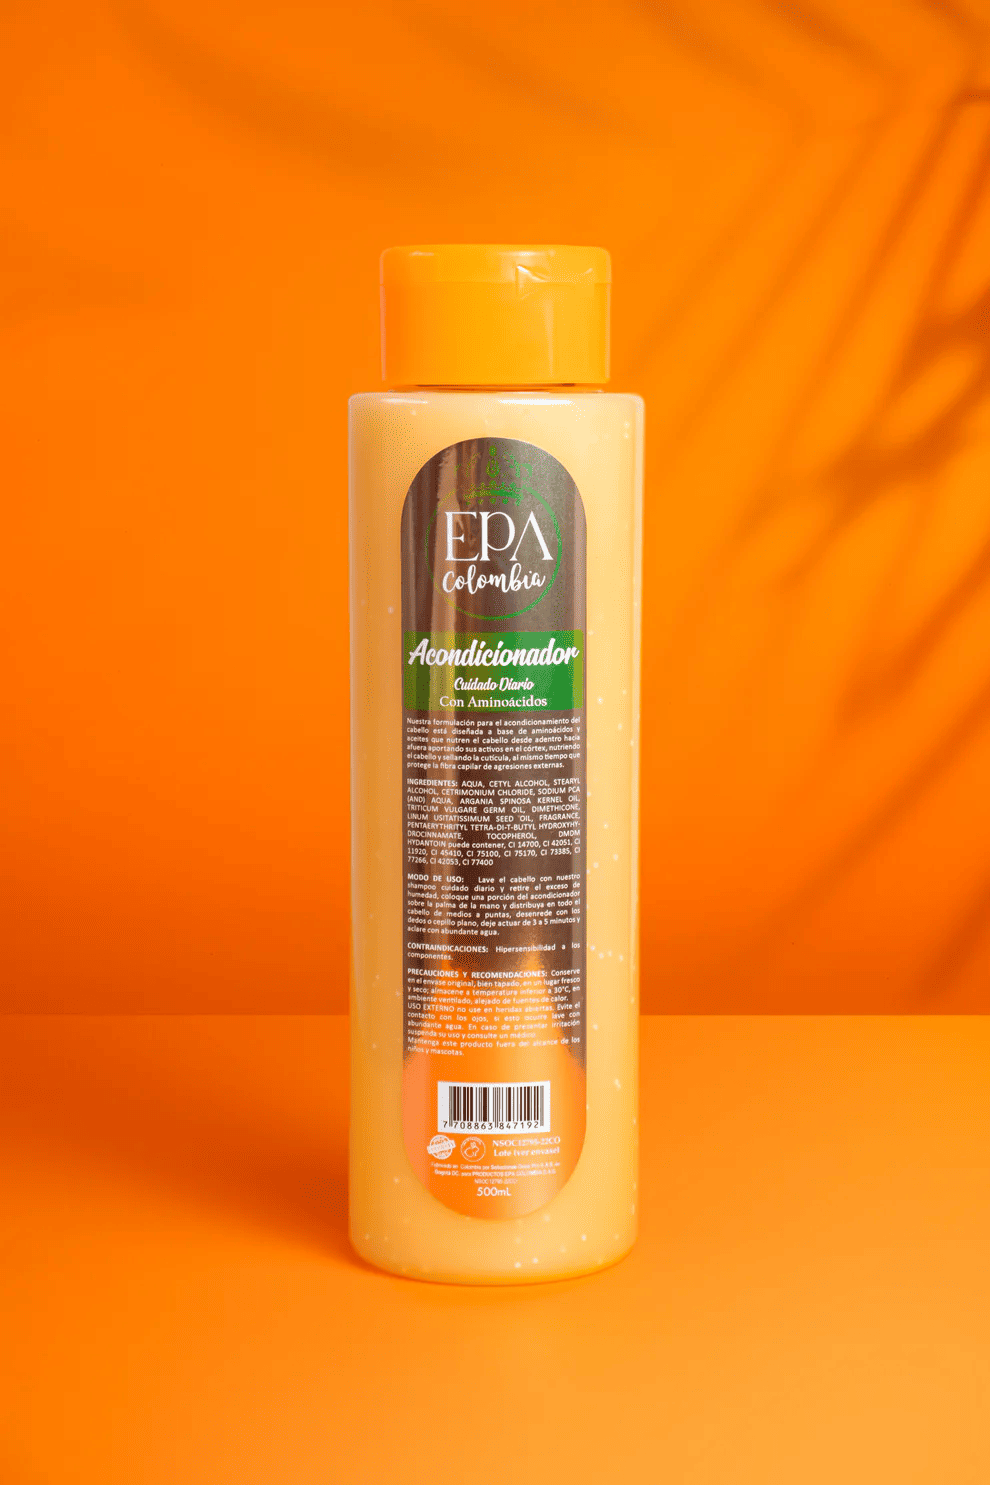 EPA
Colombia
Acondicionador
Cuidado Diario
Con Aminoácidos
Nuestra formulación para el acondicionamiento del
cabello está diseñada a base de aminoácidos y
aceites que nutren el cabello desde adentro hacia
afuera aportando sus activos en el córtex, nutriendo
el cabello y sellando la cutícula, al mismo tiempo que
protege la fibra capilar de agresiones externas.
INGREDIENTES: AQUA, CETYL ALCOHOL, STEARYL
ALCOHOL, CETRIMONIUM CHLORIDE, SODIUM PCA
(AND) AQUA, ARGANIA SPINOSA KERNEL OIL,
TRITICUM VULGARE GERM OIL, DIMETHICONE,
LINUM USITATISSIMUM SEED OIL, FRAGRANCE,
PENTAERYTHRITYL TETRA-DI-T-BUTYL HYDROXYHY-
DROCINNAMATE, TOCOPHEROL, DMDM
HYDANTOIN puede contener, CI 14700, CI 42051, CI
11920, CI 45410, CI 75100, CI 75170, CI 73385, CI
77266, CI 42053, CI 77400
MODO DE USO: Lave el cabello con nuestro
shampoo cuidado diario y retire el exceso de
humedad, coloque una porción del acondicionador
sobre la palma de la mano y distribuya en todo el
cabello de medios a puntas, desenrede con los
dedos o cepillo plano, deje actuar de 3 a 5 minutos y
aclare con abundante agua.
CONTRAINDICACIONES: Hipersensibilidad a los
componentes.
PRECAUCIONES Y RECOMENDACIONES: Conserve
en el envase original, bien tapado, en un lugar fresco
y seco; almacene a temperatura inferior a 30°C, en
ambiente ventilado, alejado de fuentes de calor.
USO EXTERNO no use en heridas abiertas. Evite el
contacto con los ojos, si esto ocurre lave con
abundante agua. En caso de presentar irritación
suspenda su uso y consulte un médico.
Mantenga este producto fuera del alcance de los
niños y mascotas.
7 708863 847192
NSOC12795-22CO
Lote (ver envase)
Bogotá DC. para PRODUCTOS EPA COLOMBIA S.A.S.
NSOC12795-22CO
500mL